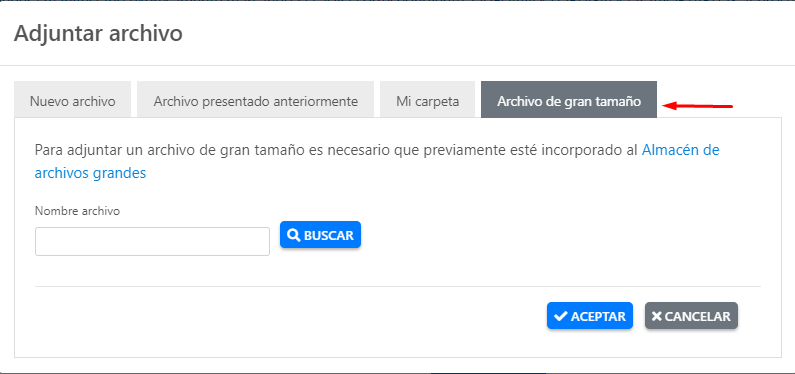 Adjuntar archivo
Nuevo archivo
Archivo presentado anteriormente
Mi carpeta
Archivo de gran tamaño
Para adjuntar un archivo de gran tamaño es necesario que previamente esté incorporado al Almacén de
archivos grandes
Nombre archivo
BUSCAR
ACEPTAR
CANCELAR